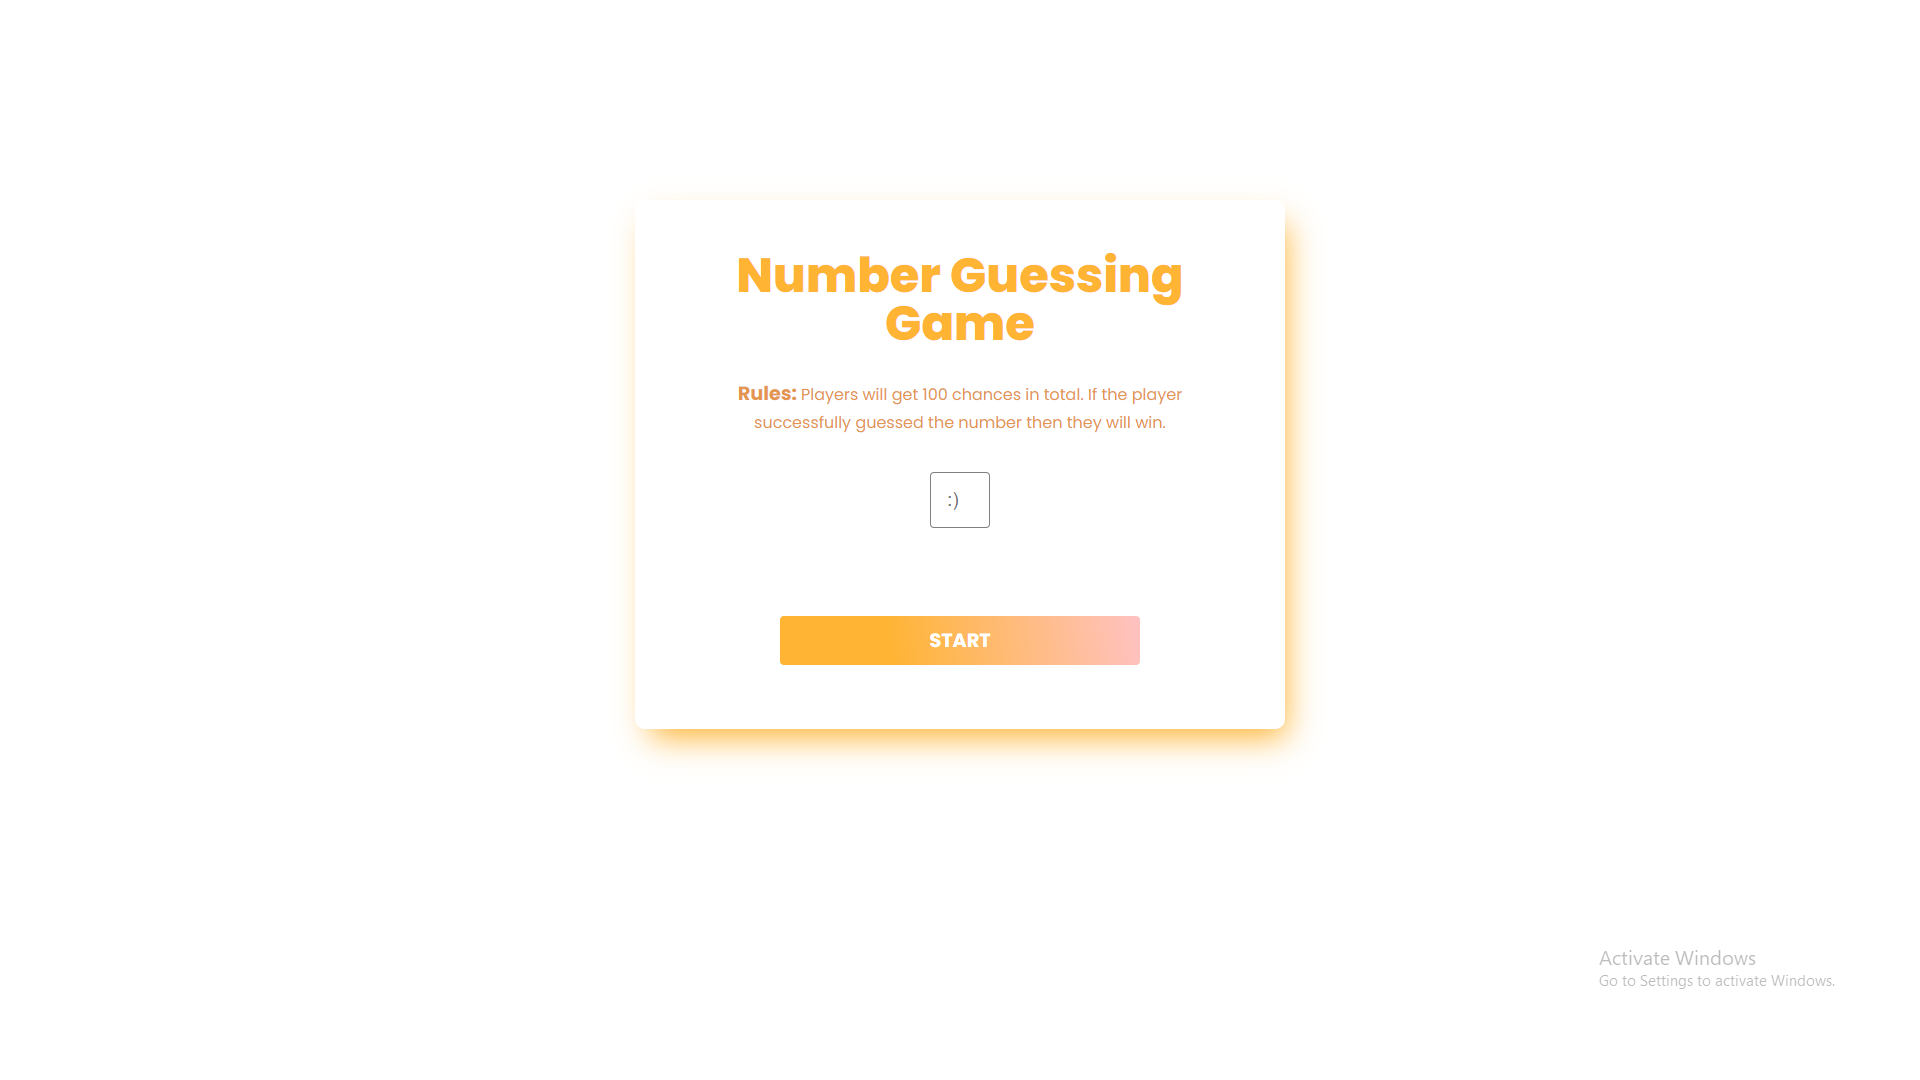 Number Guessing
Game
Rules: Players will get 100 chances in total. If the player
successfully guessed the number then they will win.
:)
START
Activate Windows
Go to Settings to activate Windows.